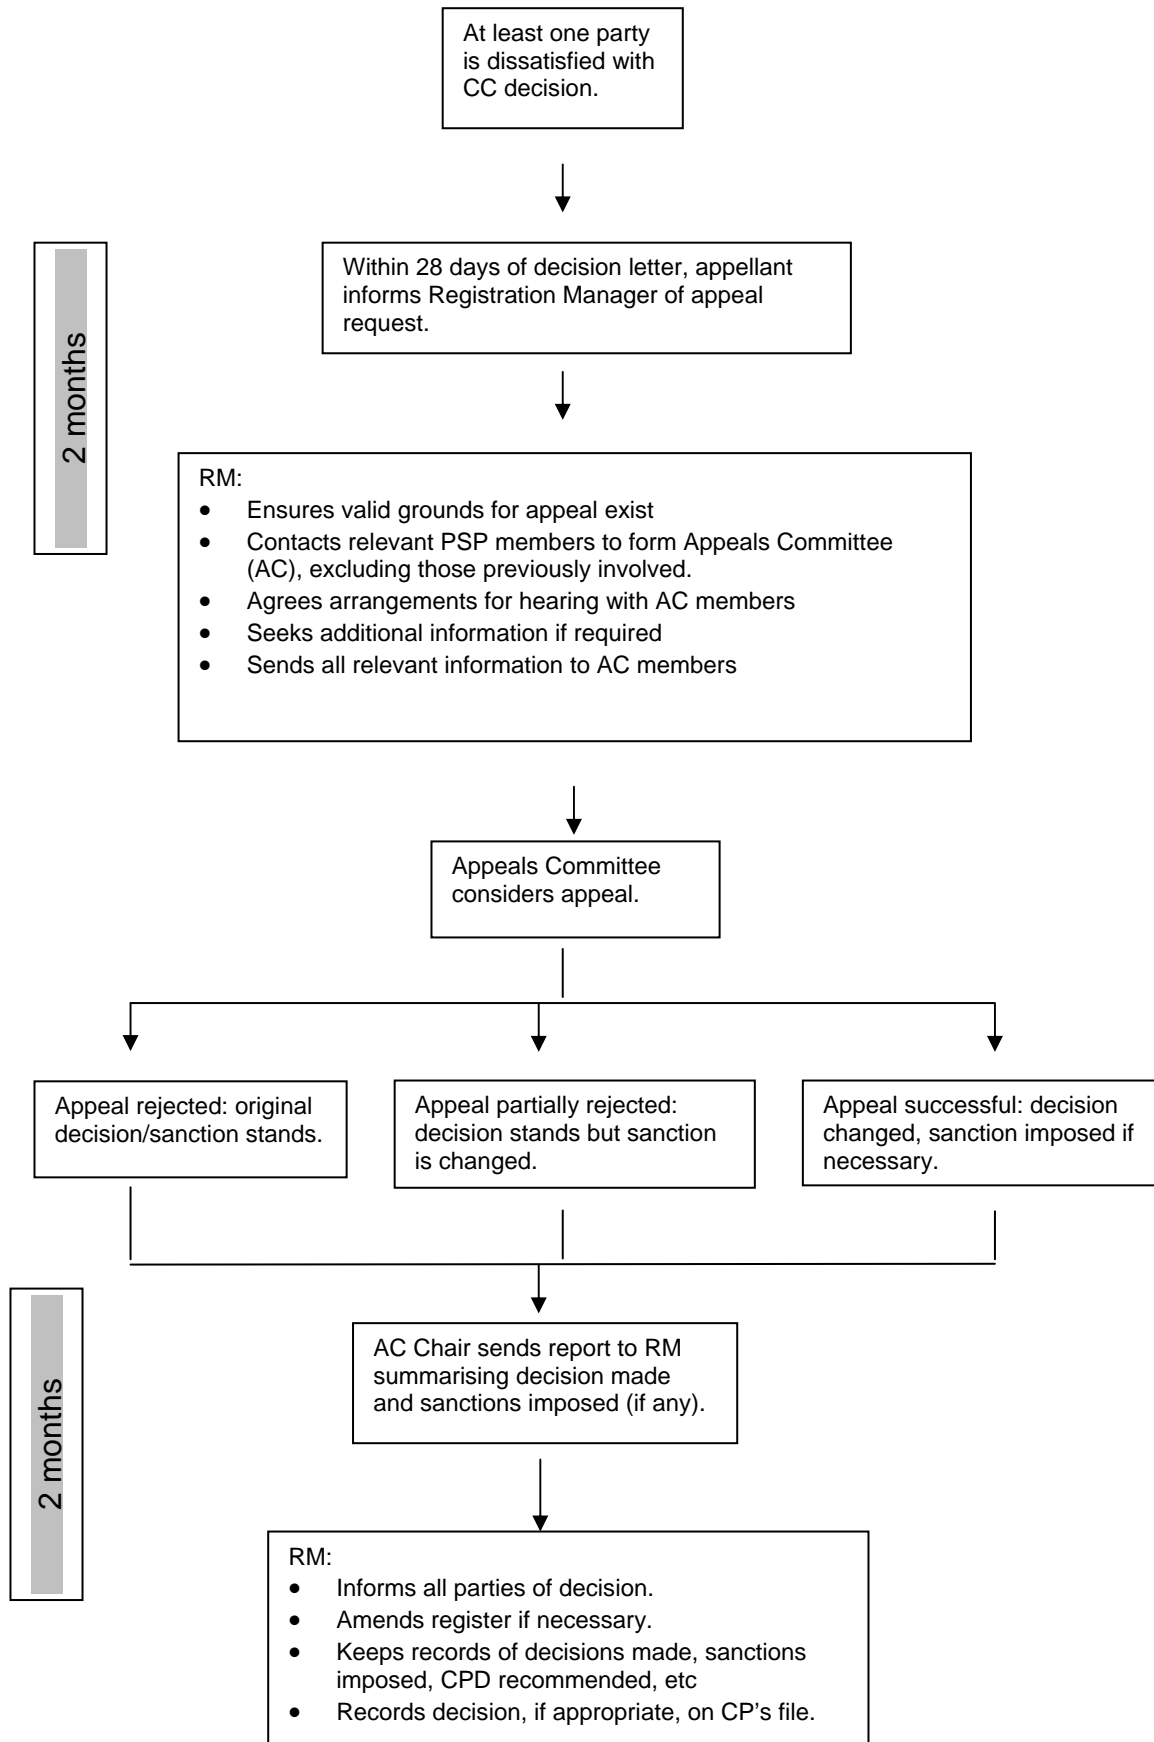 At least one party
is dissatisfied with
CC decision.
2 months
Within 28 days of decision letter, appellant
informs Registration Manager of appeal
request.
RM:
• Ensures valid grounds for appeal exist
• Contacts relevant PSP members to form Appeals Committee
(AC), excluding those previously involved.
• Agrees arrangements for hearing with AC members
• Seeks additional information if required
• Sends all relevant information to AC members
Appeals Committee
considers appeal.
Appeal rejected: original
decision/sanction stands.
Appeal partially rejected:
decision stands but sanction
is changed.
Appeal successful: decision
changed, sanction imposed if
necessary.
2 months
AC Chair sends report to RM
summarising decision made
and sanctions imposed (if any).
RM:
• Informs all parties of decision.
• Amends register if necessary.
• Keeps records of decisions made, sanctions
imposed, CPD recommended, etc
• Records decision, if appropriate, on CP's file.